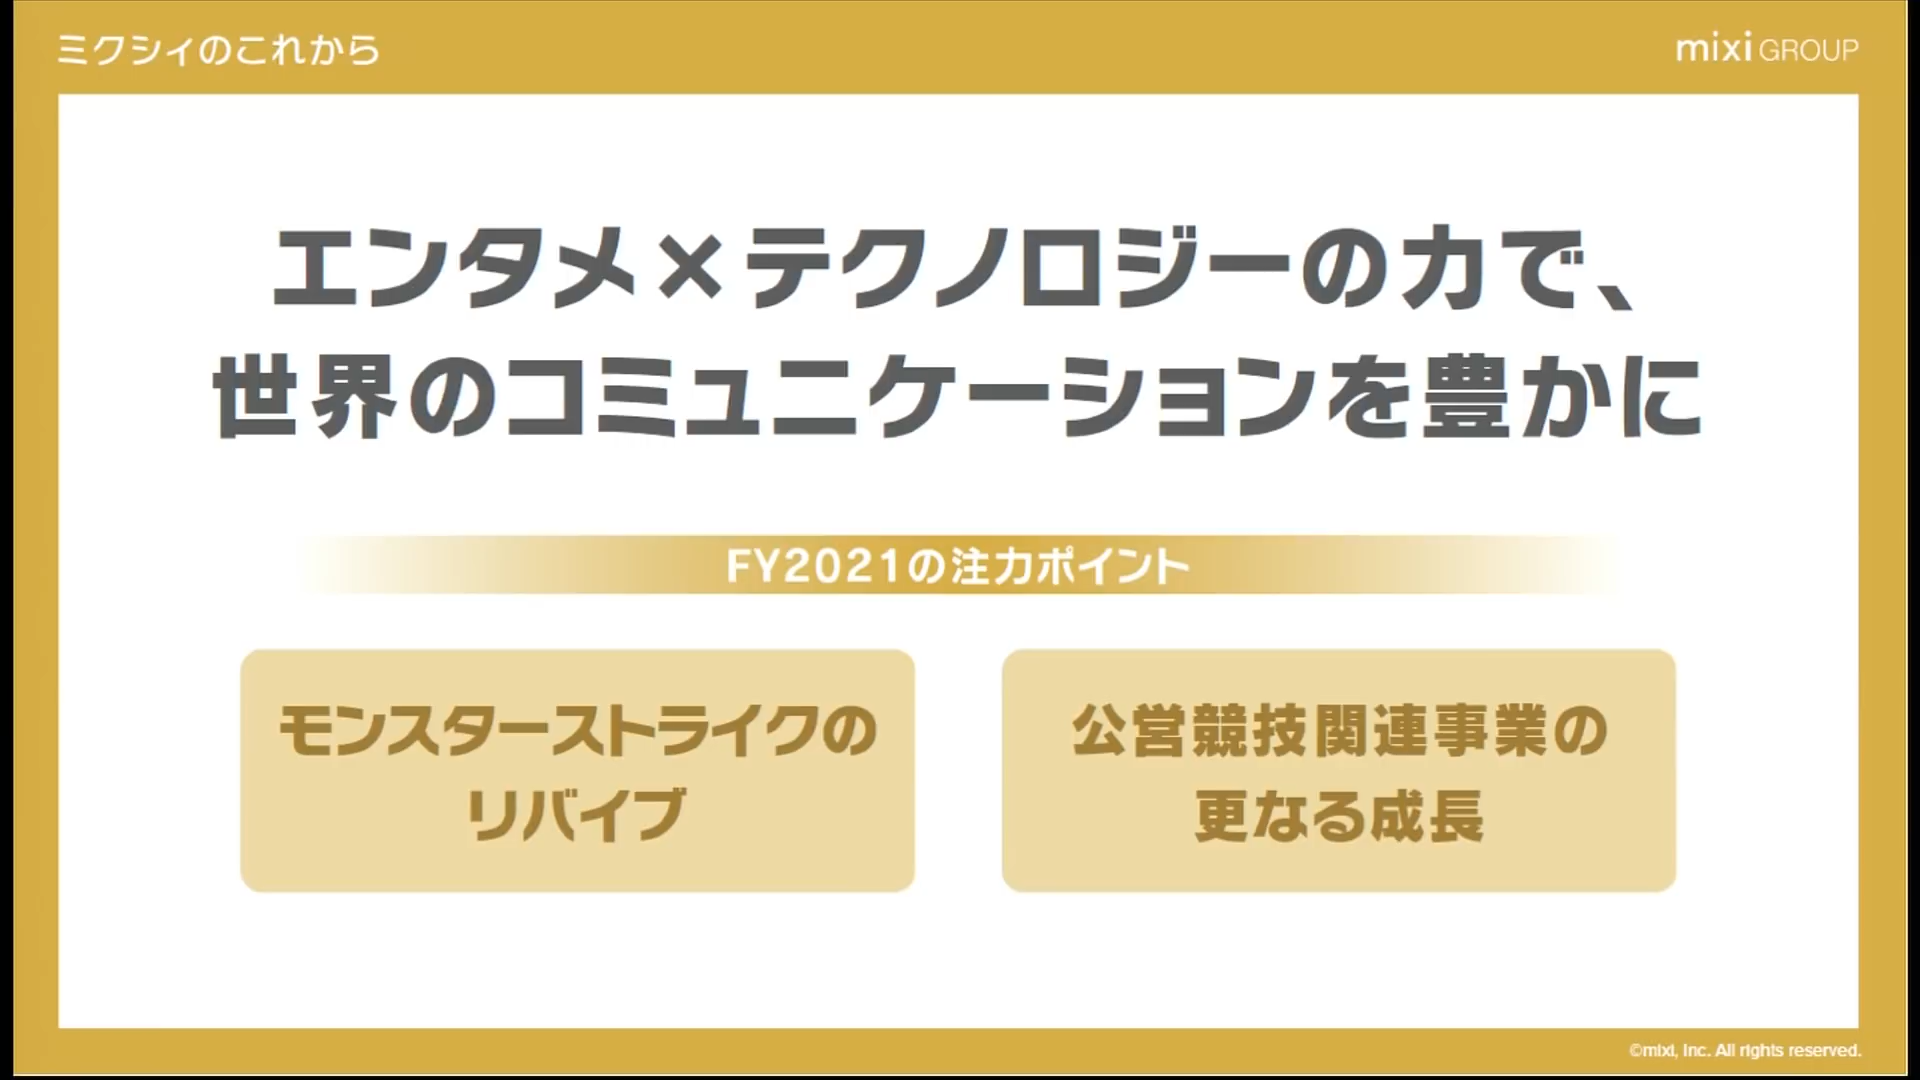 ミクシィのこれから
mixi GROUP
エンタメ×テクノロジーの力で、
世界のコミュニケーションを豊かに
FY2021の注力ポイント
モンスターストライクの
リバイブ
公営競技関連事業の
更なる成長
©mixi, Inc. All rights reserved.